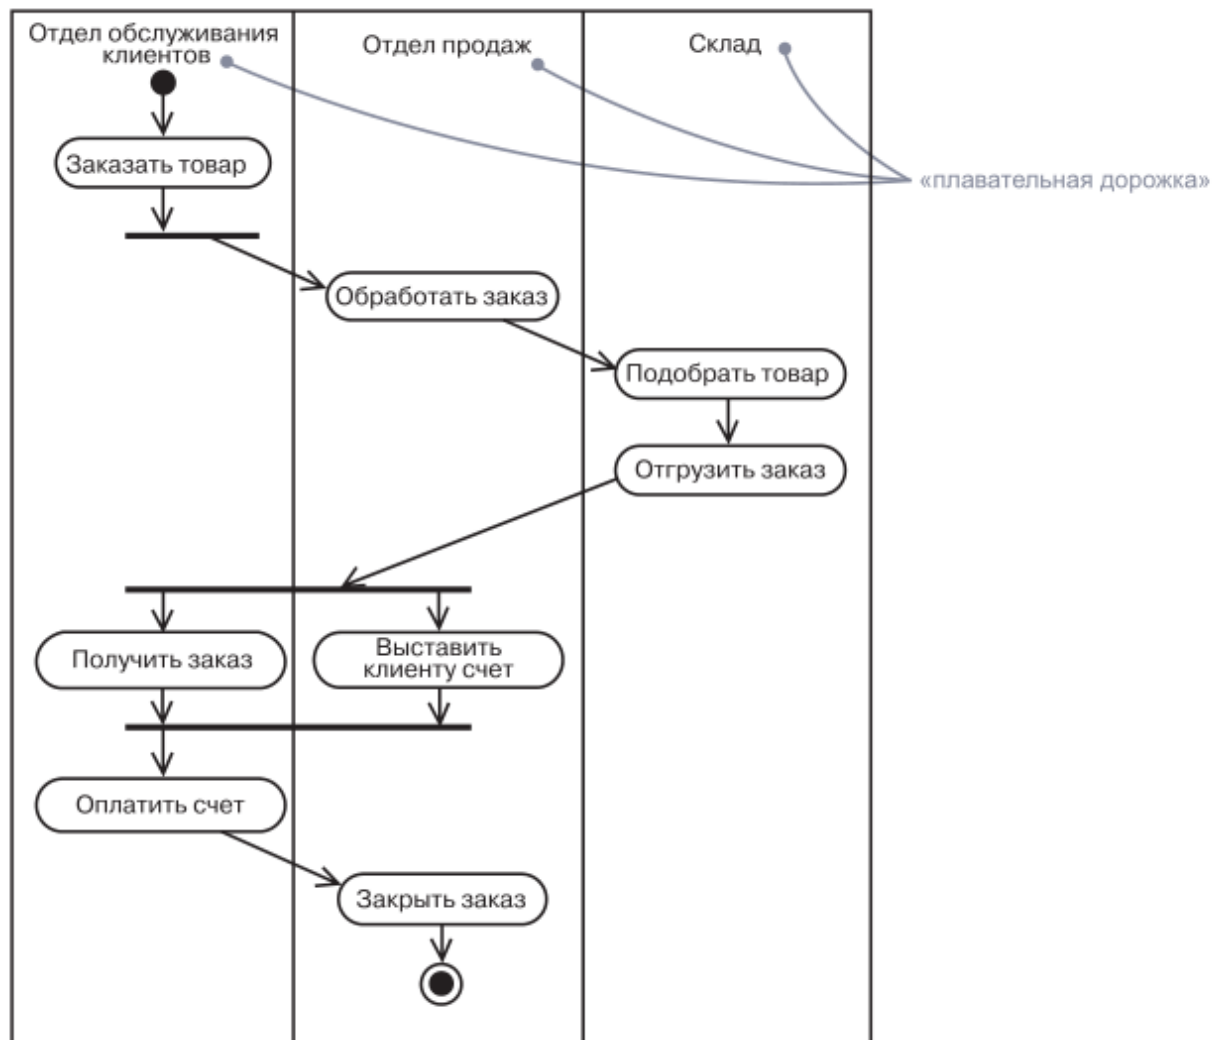 Отдел обслуживания
клиентов
Отдел продаж
Склад
Заказать товар
«плавательная дорожка»
Обработать заказ
Подобрать товар
Отгрузить заказ
Получить заказ
Выставить
клиенту счет
Оплатить счет
Закрыть заказ